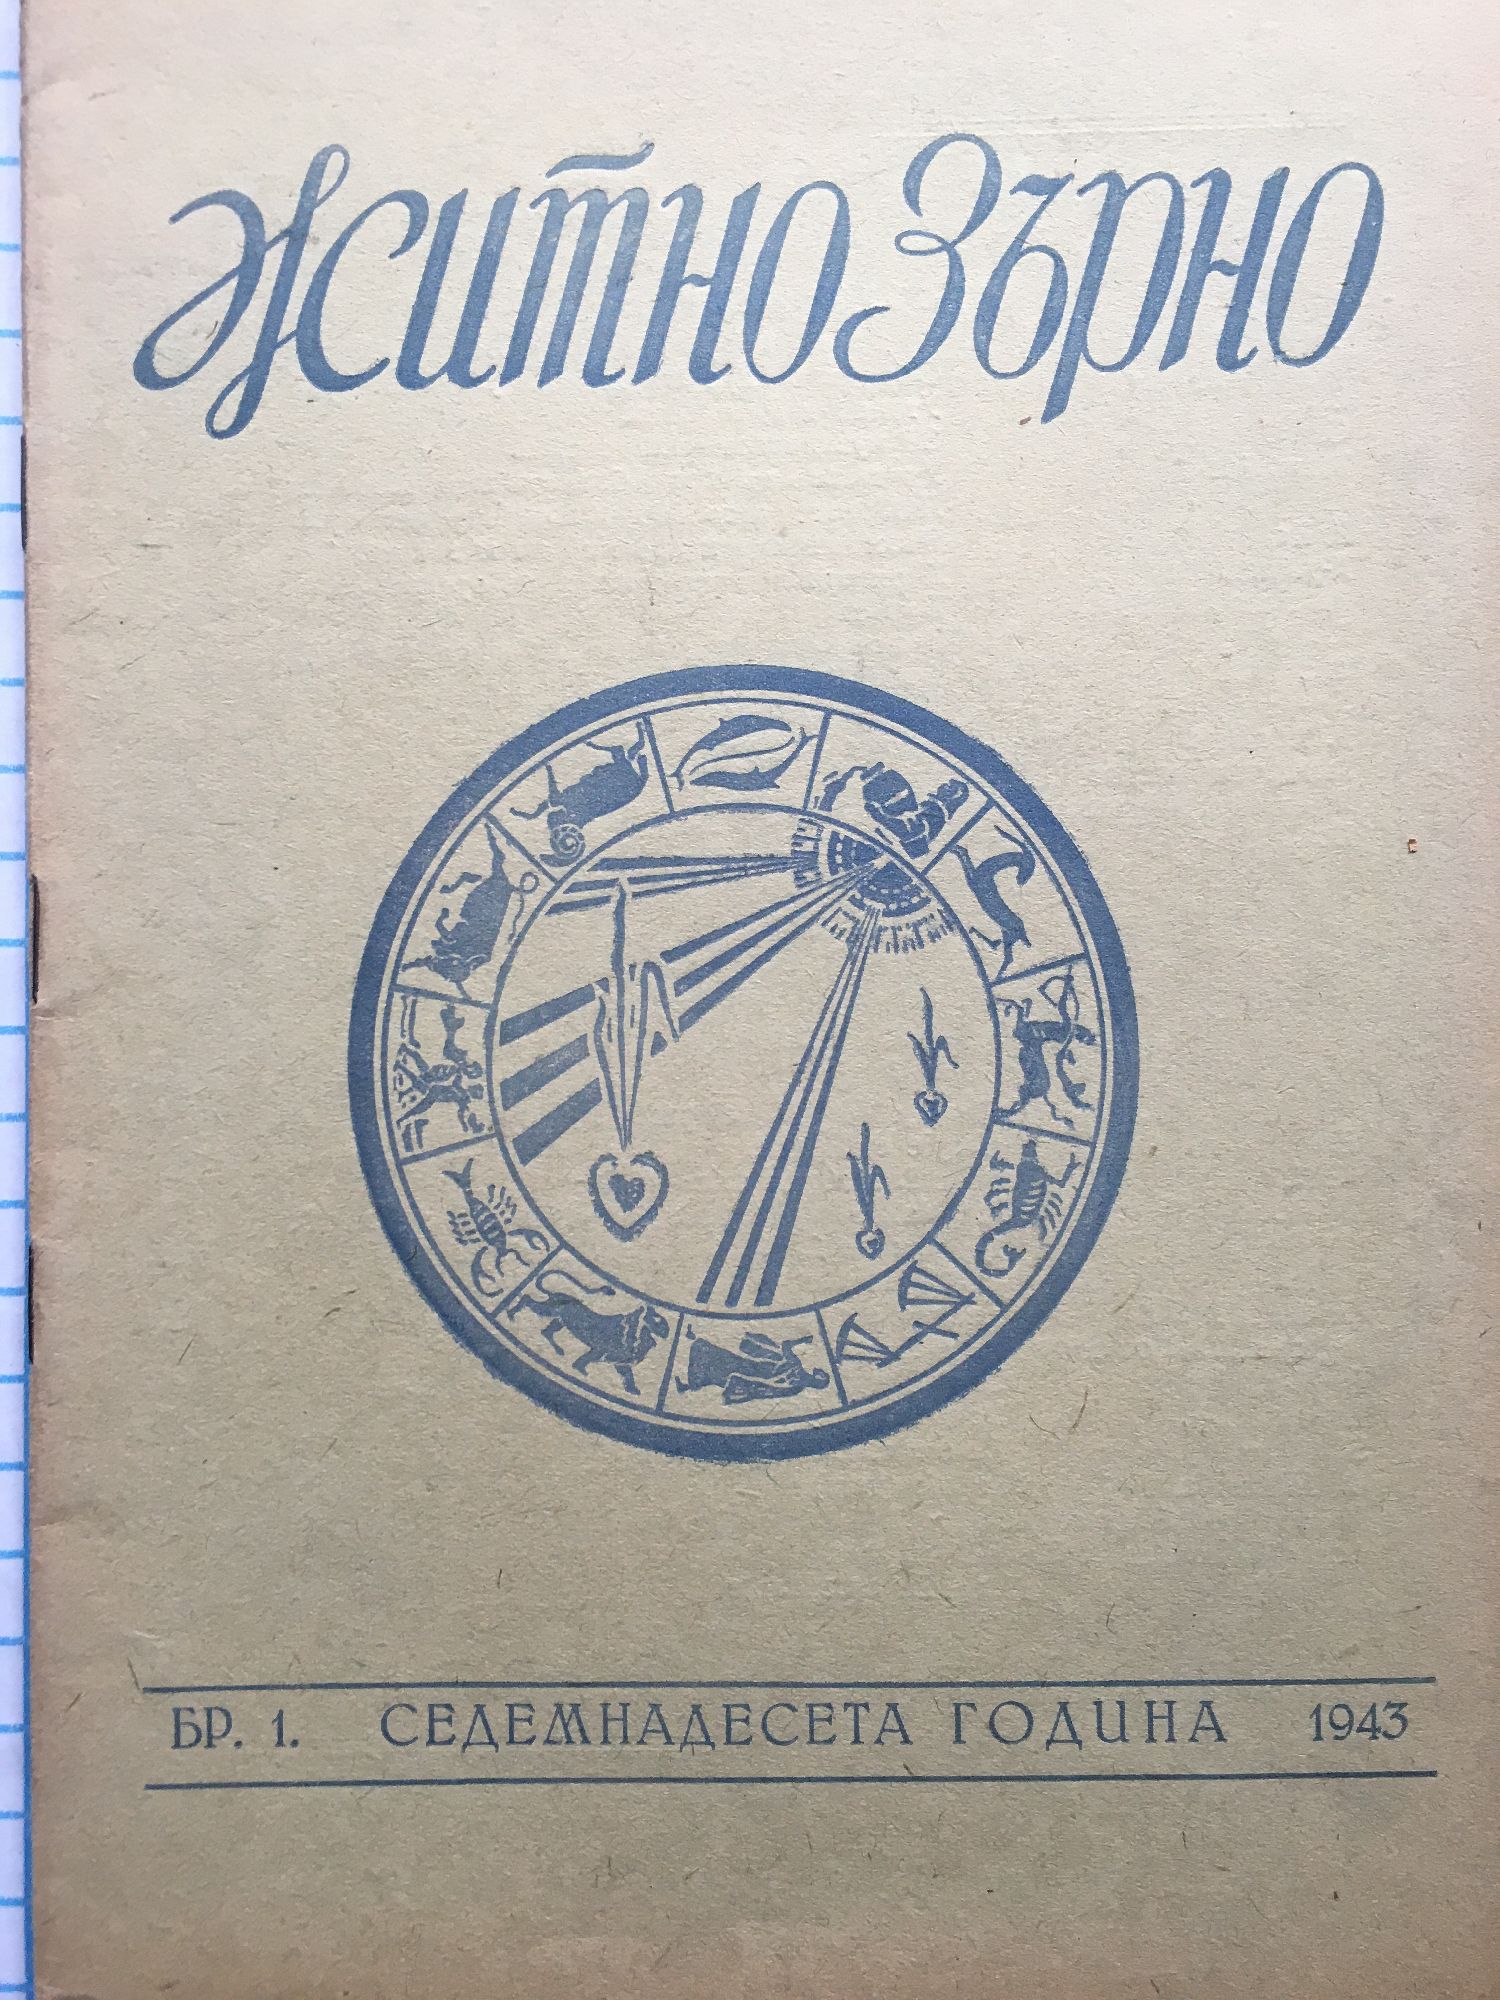 Житно Зърно
БР. 1. СЕДЕМНАДЕСЕТА ГОДИНА 1943